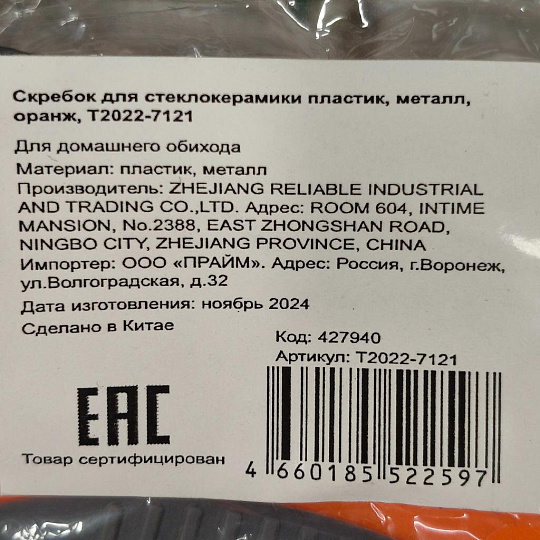 Скребок для стеклокерамики пластик, металл,
оранж, T2022-7121
Для домашнего обихода
Материал: пластик, металл
Производитель: ZHEJIANG RELIABLE INDUSTRIAL
AND TRADING CO.,LTD. Адрес: ROOM 604, INTIME
MANSION, No.2388, EAST ZHONGSHAN ROAD,
NINGBO CITY, ZHEJIANG PROVINCE, CHINA
Импортер: ООО «ПРАЙМ». Адрес: Россия, г.Воронеж,
ул.Волгоградская, д.32
Дата изготовления: ноябрь 2024
Сделано в Китае
Код: 427940
Артикул: T2022-7121
EAC
Товар сертифицирован
4 660185 522597